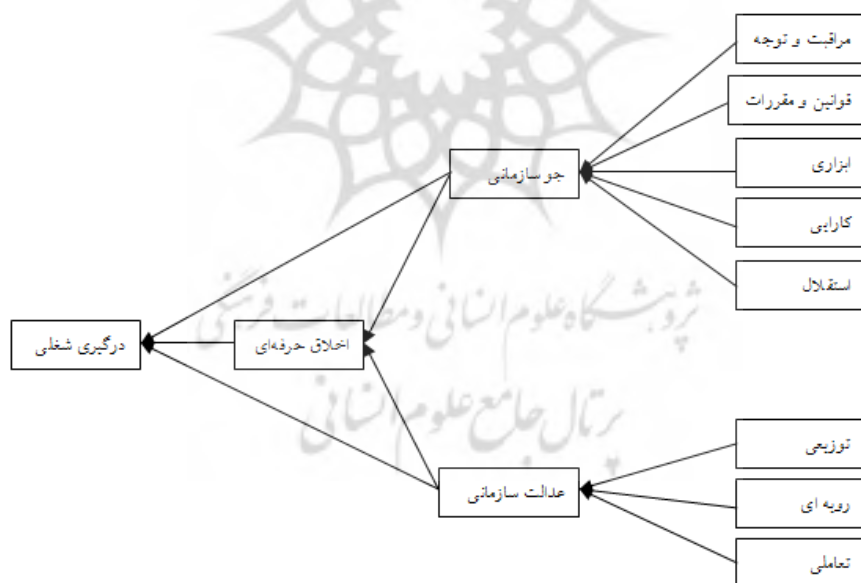 مراقبت و توجه
قوانین و مقررات
ابزاری
کارایی
استقلال
جو سازمانی
اخلاق حرفه‌ای
درگیری شغلی
عدالت سازمانی
توزیعی
رویه ای
تعاملی
پژوهشگاه علوم انسانی و مطالعات فرهنگی
پرتال جامع علوم انسانی